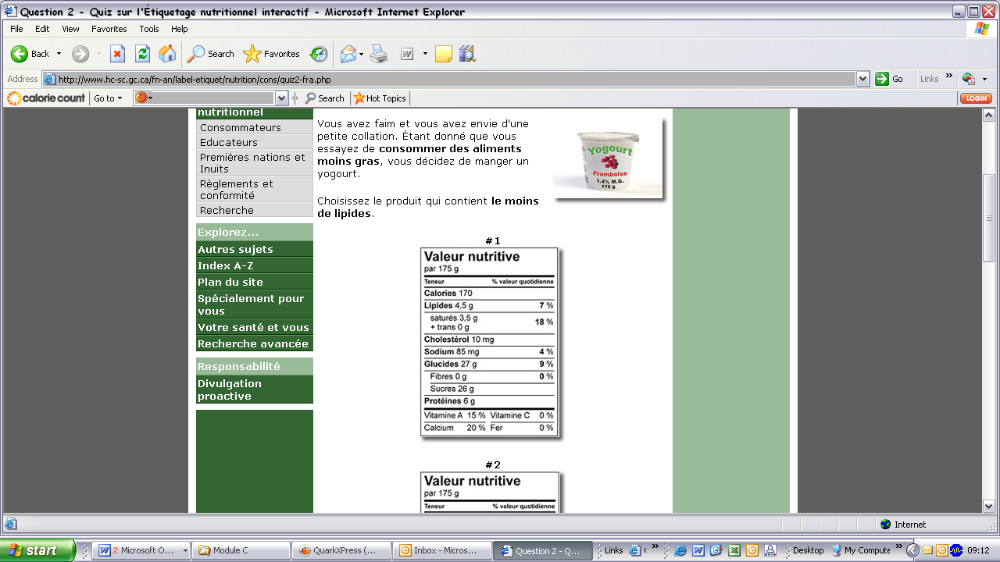 Question 2 - Quiz sur l'Étiquetage nutritionnel interactif - Microsoft Internet Explorer
File Edit View Favorites Tools Help
Back Search Favorites
Address http://www.hc-sc.gc.ca/fn-an/label-etiquet/nutrition/cons/quiz2-fra.php Go Links »
calorie count Go to Search Hot Topics LOGIN
nutritionnel
Consommateurs
Educateurs
Premières nations et
Inuits
Règlements et
conformité
Recherche
Explorez...
Autres sujets
Index A-Z
Plan du site
Spécialement pour
vous
Votre santé et vous
Recherche avancée
Responsabilité
Divulgation
proactive
Vous avez faim et vous avez envie d'une
petite collation. Étant donné que vous
essayez de consommer des aliments
moins gras, vous décidez de manger un
yogourt.
Yogourt
Framboise
1.4% M.G.
175 g
Choisissez le produit qui contient le moins
de lipides.
#1
Valeur nutritive
par 175 g
Teneur % valeur quotidienne
Calories 170
Lipides 4,5 g 7 %
saturés 3,5 g
+ trans 0 g 18 %
Cholestérol 10 mg
Sodium 85 mg 4 %
Glucides 27 g 9 %
Fibres 0 g 0 %
Sucres 26 g
Protéines 6 g
Vitamine A 15 % Vitamine C 0 %
Calcium 20 % Fer 0 %
#2
Valeur nutritive
par 175 g
Teneur % valeur quotidienne
Internet
start 2 Microsoft O... Module C QuarkXPress (... Inbox - Micros... Question 2 - Q... Links » Desktop My Compute » 09:12